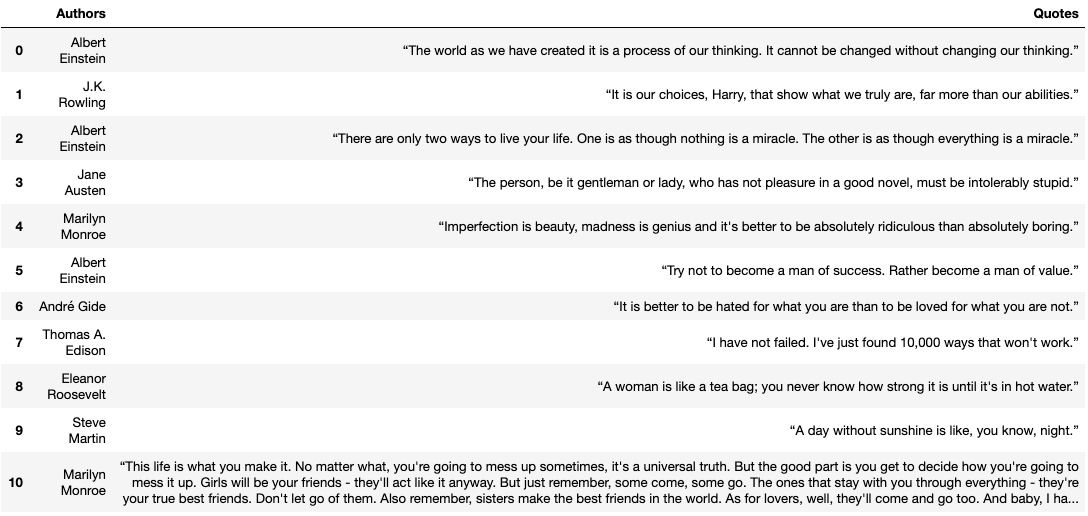 Authors Quotes
0 Albert Einstein “The world as we have created it is a process of our thinking. It cannot be changed without changing our thinking.”
1 J.K. Rowling “It is our choices, Harry, that show what we truly are, far more than our abilities.”
2 Albert Einstein “There are only two ways to live your life. One is as though nothing is a miracle. The other is as though everything is a miracle.”
3 Jane Austen “The person, be it gentleman or lady, who has not pleasure in a good novel, must be intolerably stupid.”
4 Marilyn Monroe “Imperfection is beauty, madness is genius and it's better to be absolutely ridiculous than absolutely boring.”
5 Albert Einstein “Try not to become a man of success. Rather become a man of value.”
6 André Gide “It is better to be hated for what you are than to be loved for what you are not.”
7 Thomas A. Edison “I have not failed. I've just found 10,000 ways that won't work.”
8 Eleanor Roosevelt “A woman is like a tea bag; you never know how strong it is until it's in hot water.”
9 Steve Martin “A day without sunshine is like, you know, night.”
10 Marilyn Monroe “This life is what you make it. No matter what, you're going to mess up sometimes, it's a universal truth. But the good part is you get to decide how you're going to
mess it up. Girls will be your friends - they'll act like it anyway. But just remember, some come, some go. The ones that stay with you through everything - they're
your true best friends. Don't let go of them. Also remember, sisters make the best friends in the world. As for lovers, well, they'll come and go too. And baby, I ha...